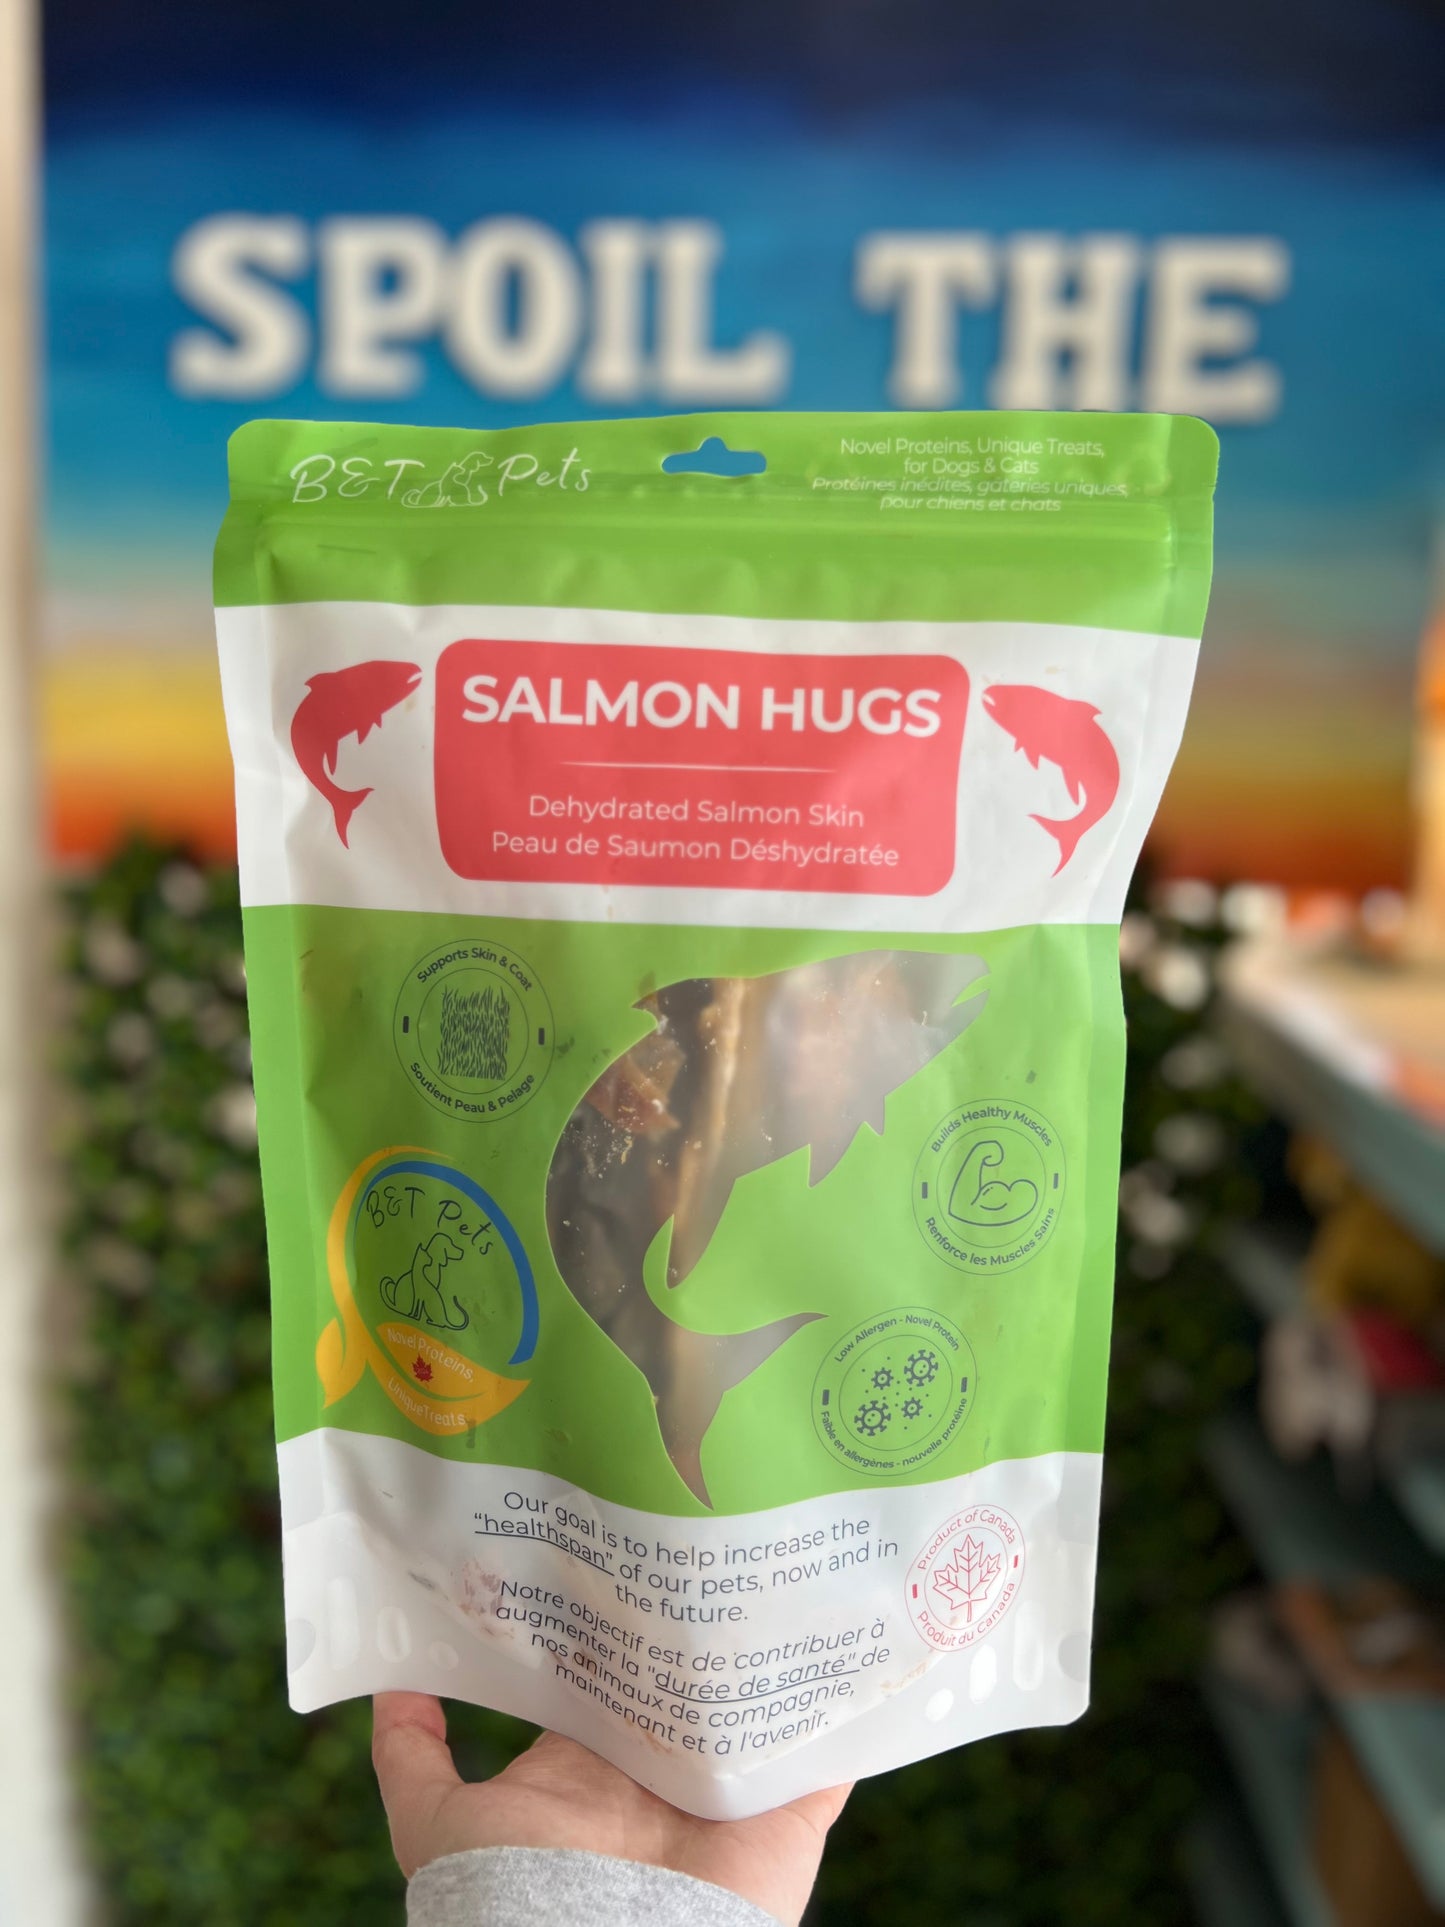 SPOIL THE
B&T Pets
Novel Proteins, Unique Treats,
for Dogs & Cats
Protéines inédites, gateries uniques,
pour chiens et chats
SALMON HUGS
Dehydrated Salmon Skin
Peau de Saumon Déshydratée
Supports Skin & Coat
Soutient Peau & Pelage
Builds Healthy Muscles
Renforce les Muscles Sains
B&T Pets
Novel Proteins,
Unique Treats.
Low Allergen - Novel Protein
Faible en allergènes - nouvelle protéine
Our goal is to help increase the
“healthspan” of our pets, now and in
the future.
Notre objectif est de contribuer à
augmenter la "durée de santé" de
nos animaux de compagnie,
maintenant et à l'avenir.
Product of Canada
Produit du Canada